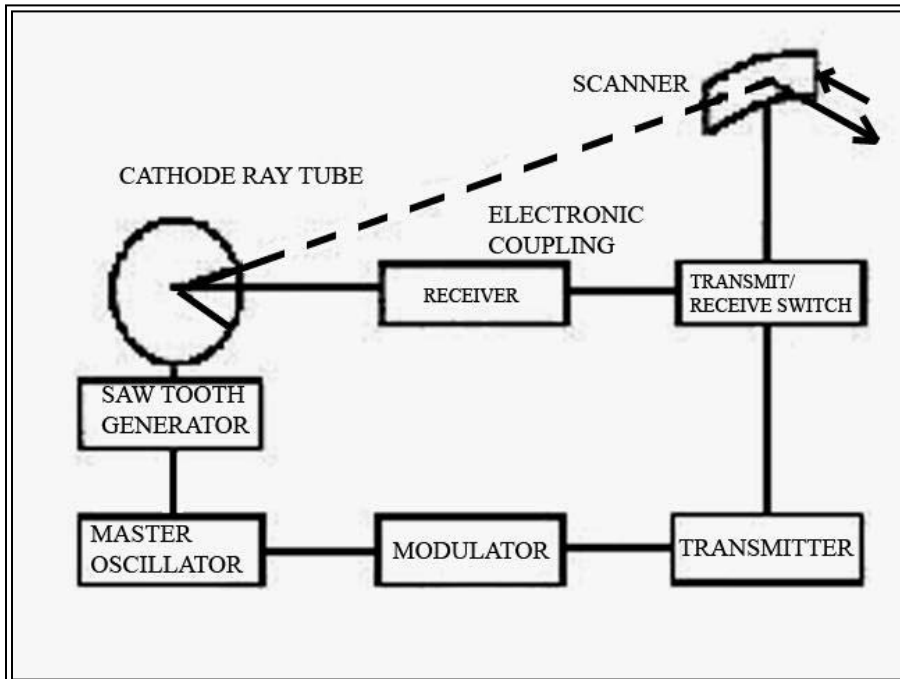 SCANNER
CATHODE RAY TUBE
ELECTRONIC
COUPLING
RECEIVER
TRANSMIT/
RECEIVE SWITCH
SAW TOOTH
GENERATOR
MASTER
OSCILLATOR
MODULATOR
TRANSMITTER